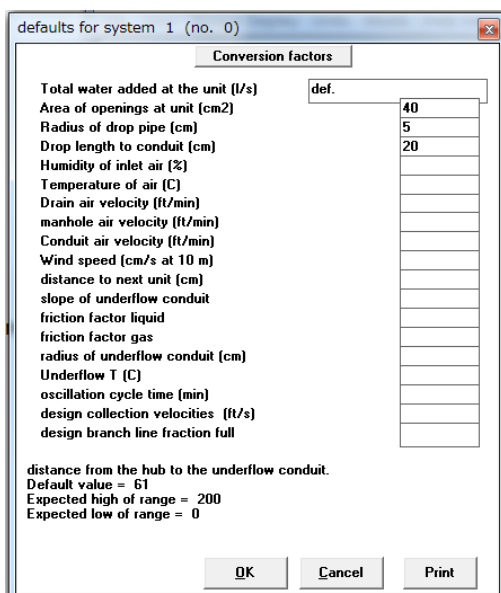 defaults for system 1 (no. 0)
Conversion factors
Total water added at the unit (l/s) def.
Area of openings at unit (cm2) 40
Radius of drop pipe (cm) 5
Drop length to conduit (cm) 20
Humidity of inlet air (%)
Temperature of air (C)
Drain air velocity (ft/min)
manhole air velocity (ft/min)
Conduit air velocity (ft/min)
Wind speed (cm/s at 10 m)
distance to next unit (cm)
slope of underflow conduit
friction factor liquid
friction factor gas
radius of underflow conduit (cm)
Underflow T (C)
oscillation cycle time (min)
design collection velocities (ft/s)
design branch line fraction full
distance from the hub to the underflow conduit.
Default value = 61
Expected high of range = 200
Expected low of range = 0
OK Cancel Print